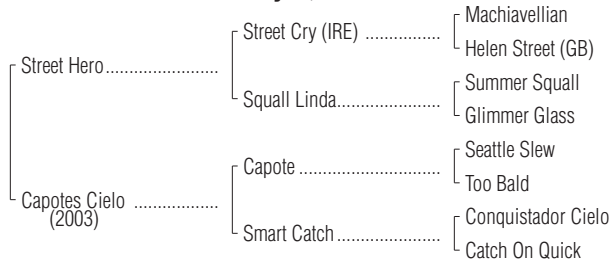 Machiavellian
Street Cry (IRE) ................
Helen Street (GB)
Street Hero........................
Summer Squall
Squall Linda......................
Glimmer Glass
Seattle Slew
Capote ..............................
Too Bald
Capotes Cielo ..................
(2003)
Conquistador Cielo
Smart Catch......................
Catch On Quick